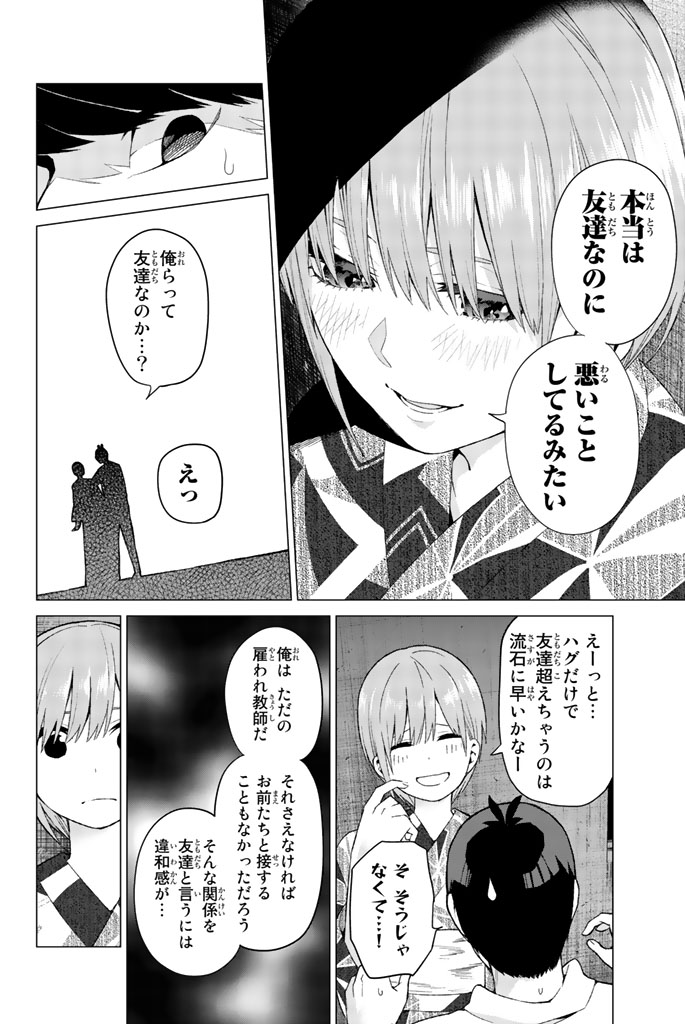 本当は
友達なのに
悪いこと
してるみたい
俺らって
友達なのか…？
えっ
えーっと…
ハグだけで
友達超えちゃうのは
流石に早いかなー
そ そうじゃ
なくて…！
俺は ただの
雇われ教師だ
それさえなければ
お前たちと接する
こともなかっただろう
そんな関係を
友達と言うには
違和感が…